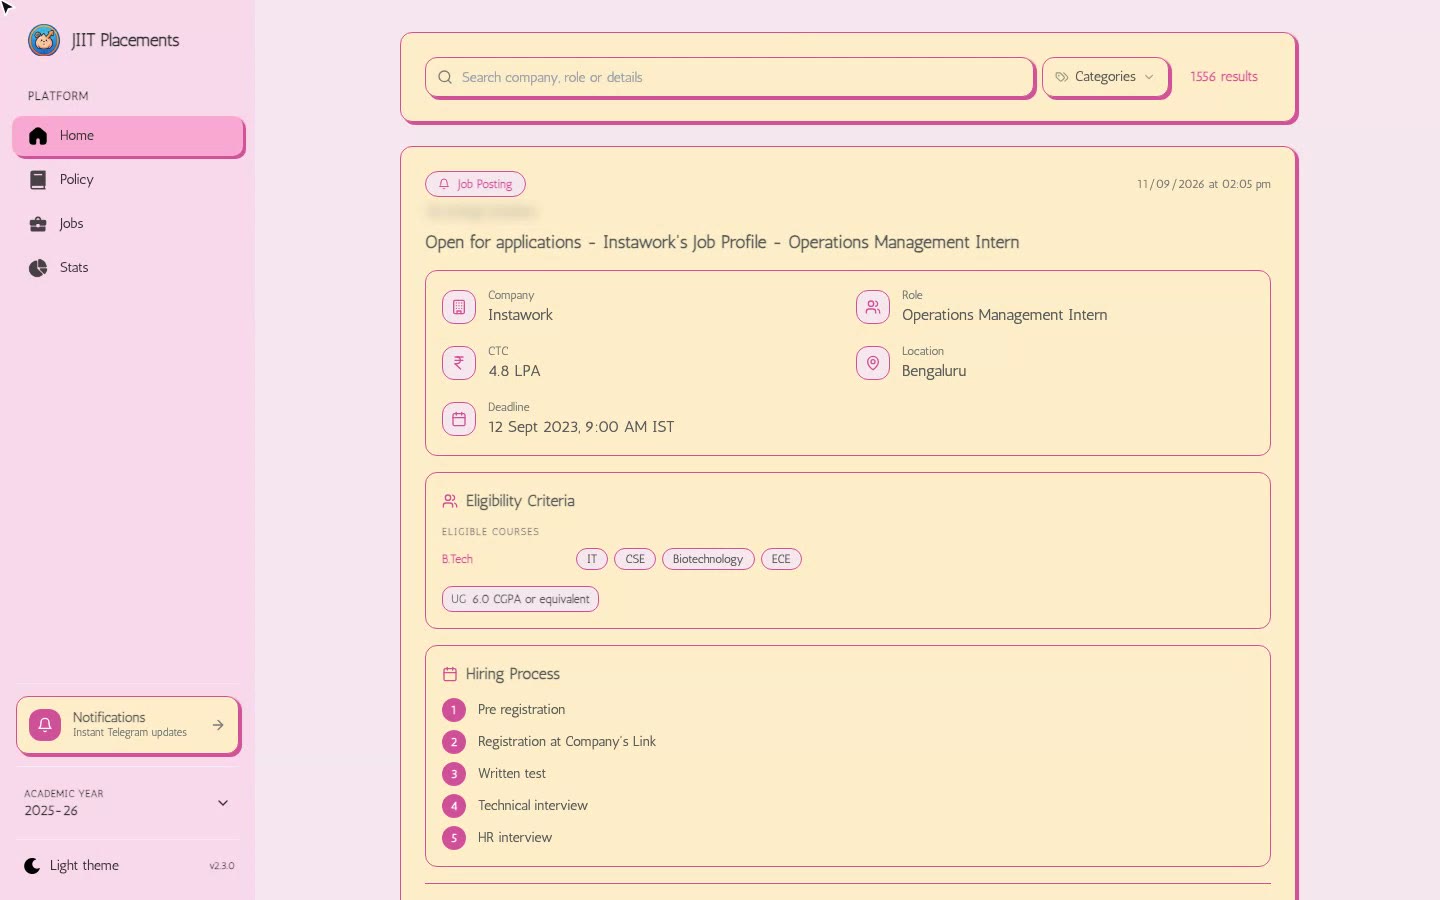 JIIT Placements
PLATFORM
Home
Policy
Jobs
Stats
Notifications
Instant Telegram updates
ACADEMIC YEAR
2025-26
Light theme
v2.3.0
Search company, role or details
Categories
1556 results
Job Posting
11/09/2026 at 02:05 pm
Open for applications - Instawork's Job Profile - Operations Management Intern
Company
Instawork
Role
Operations Management Intern
CTC
4.8 LPA
Location
Bengaluru
Deadline
12 Sept 2023, 9:00 AM IST
Eligibility Criteria
ELIGIBLE COURSES
B.Tech
IT
CSE
Biotechnology
ECE
UG 6.0 CGPA or equivalent
Hiring Process
1 Pre registration
2 Registration at Company's Link
3 Written test
4 Technical interview
5 HR interview